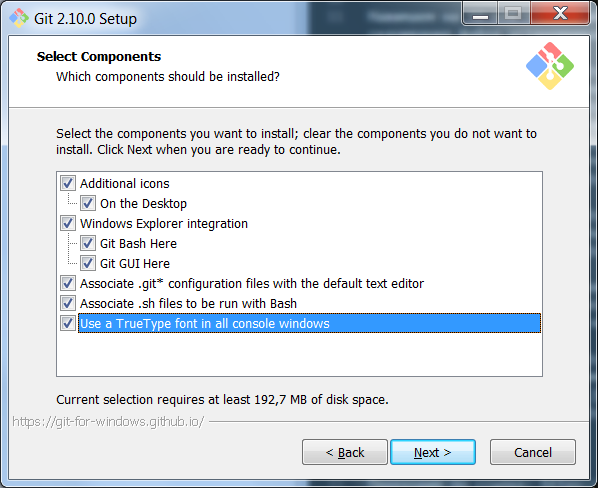 Git 2.10.0 Setup
Select Components
Which components should be installed?
Select the components you want to install; clear the components you do not want to
install. Click Next when you are ready to continue.
Additional icons
On the Desktop
Windows Explorer integration
Git Bash Here
Git GUI Here
Associate .git* configuration files with the default text editor
Associate .sh files to be run with Bash
Use a TrueType font in all console windows
Current selection requires at least 192,7 MB of disk space.
https://git-for-windows.github.io/
< Back
Next >
Cancel